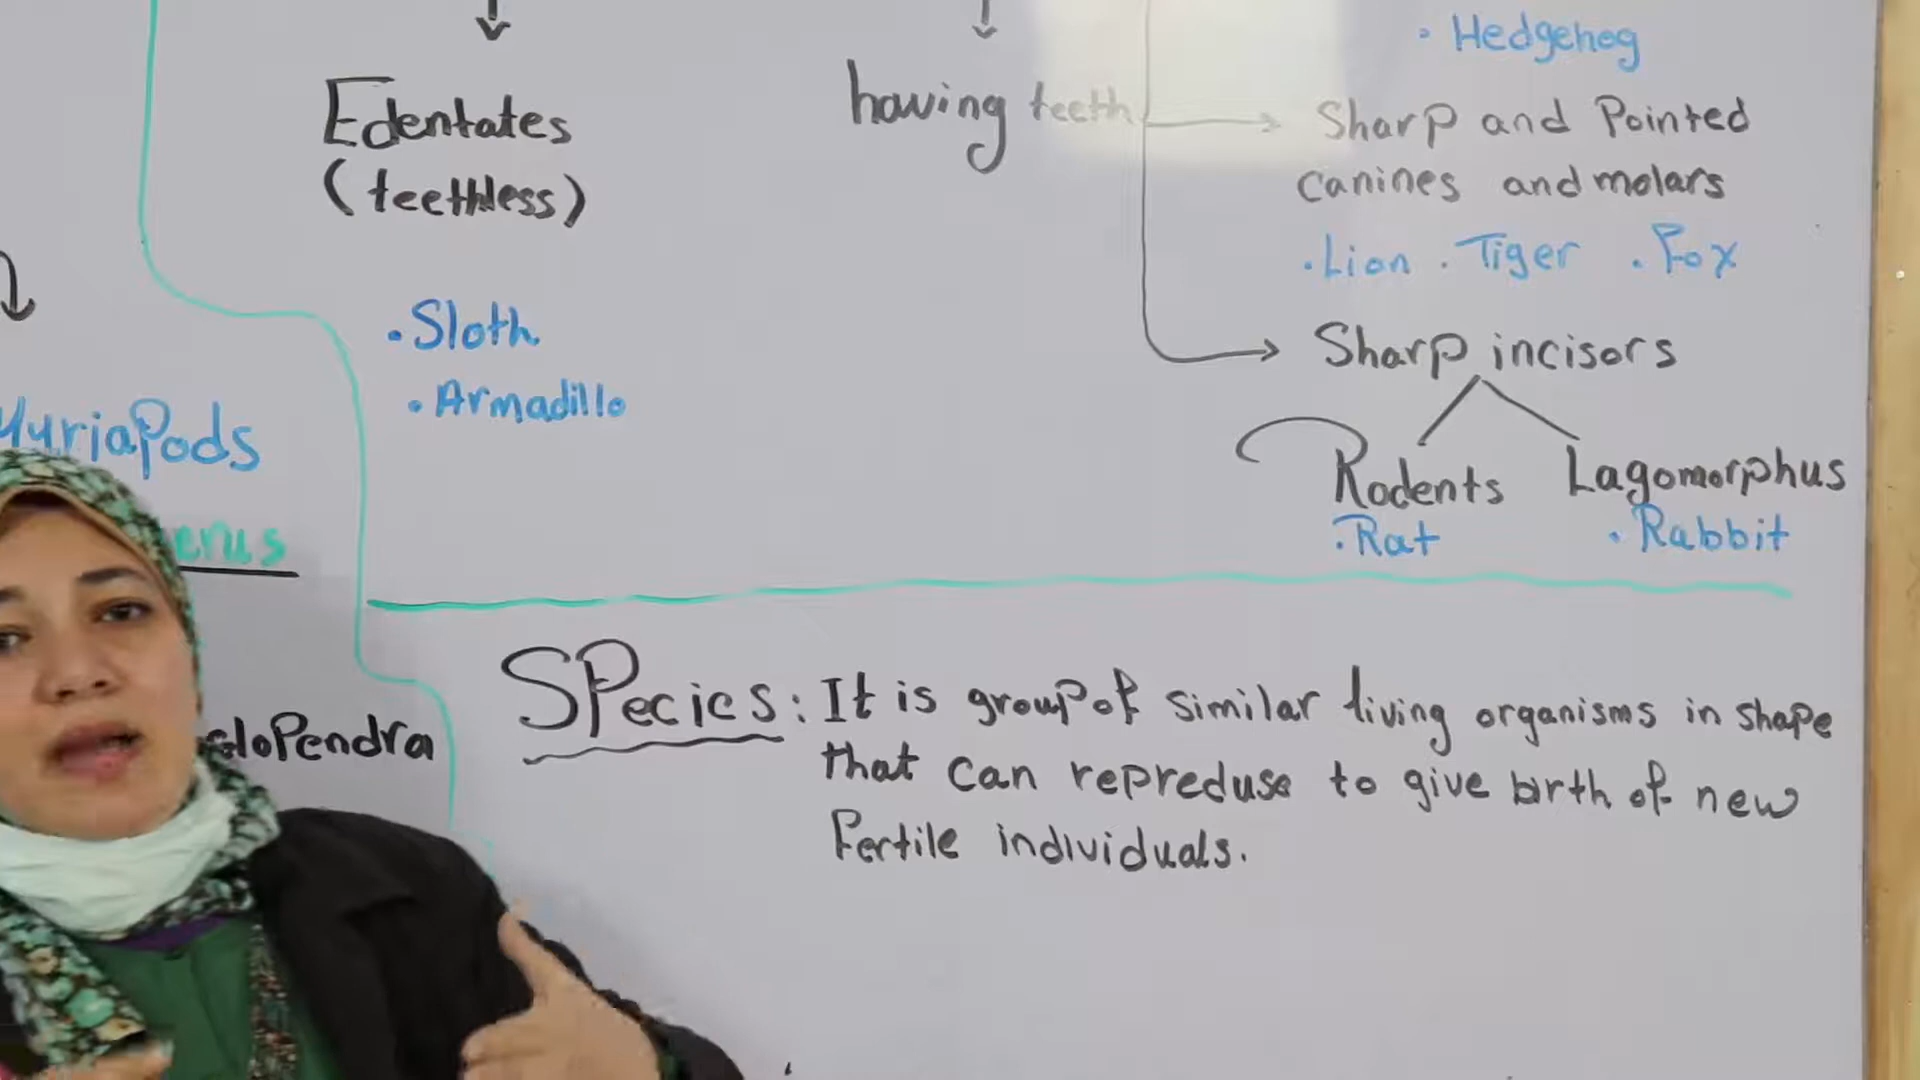 Edentates
(teethless)
• Sloth
• Armadillo
having teeth
• Hedgehog
Sharp and Pointed
canines and molars
• Lion • Tiger • Fox
Sharp incisors
Rodents
• Rat
Lagomorphus
• Rabbit
SPecies: It is group of similar living organisms in shape
that can repreduse to give birth of new
Fertile individuals.